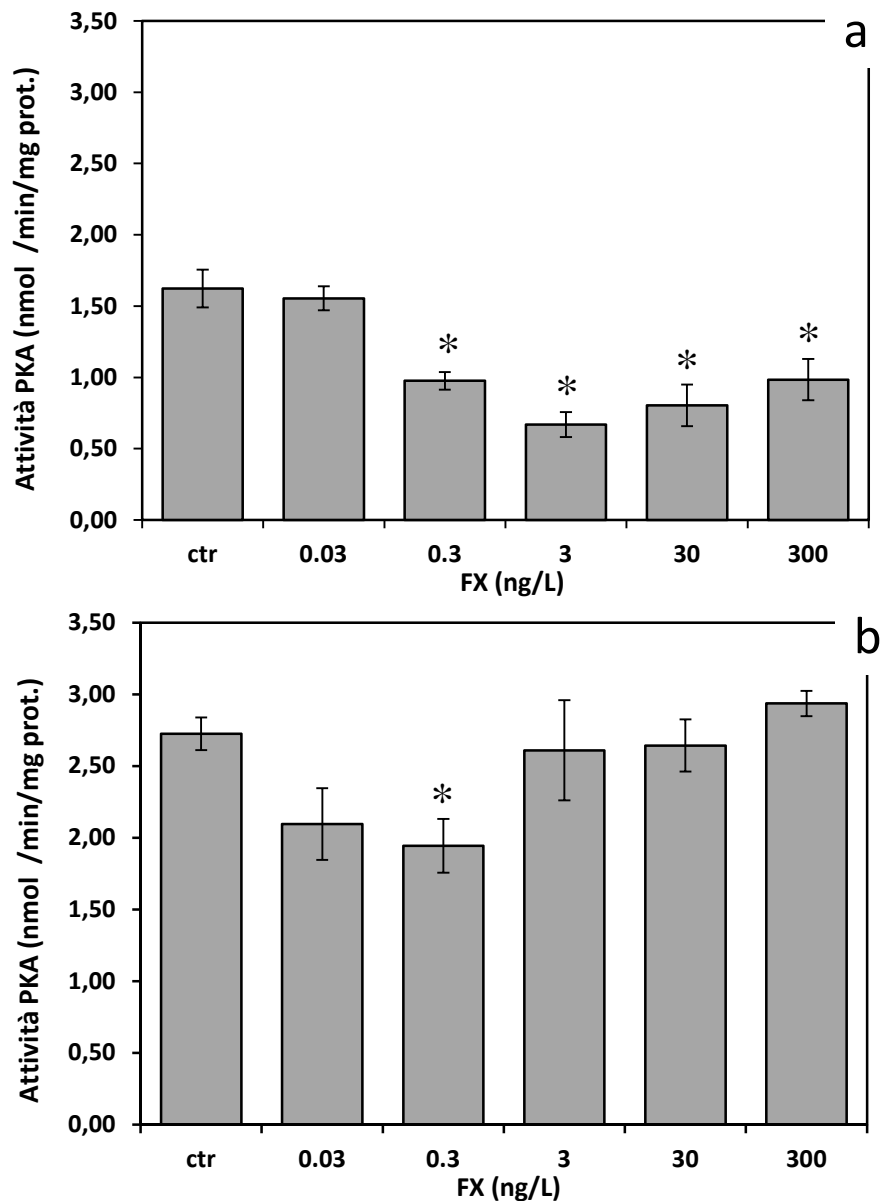 a
3,50
3,00
2,50
2,00
1,50
1,00
0,50
0,00
Attività PKA (nmol /min/mg prot.)
* * * *
ctr 0.03 0.3 3 30 300
FX (ng/L)
b
3,50
3,00
2,50
2,00
1,50
1,00
0,50
0,00
Attività PKA (nmol /min/mg prot.)
*
ctr 0.03 0.3 3 30 300
FX (ng/L)